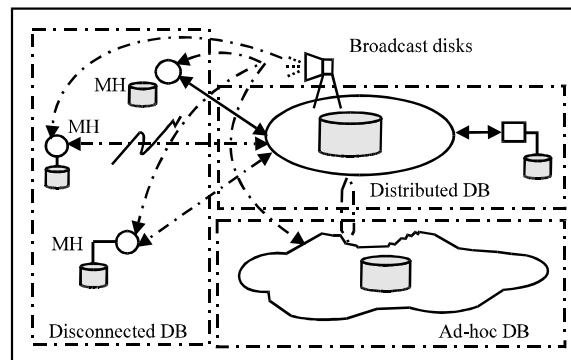 Broadcast disks
MH
MH
Distributed DB
MH
Disconnected DB
Ad-hoc DB